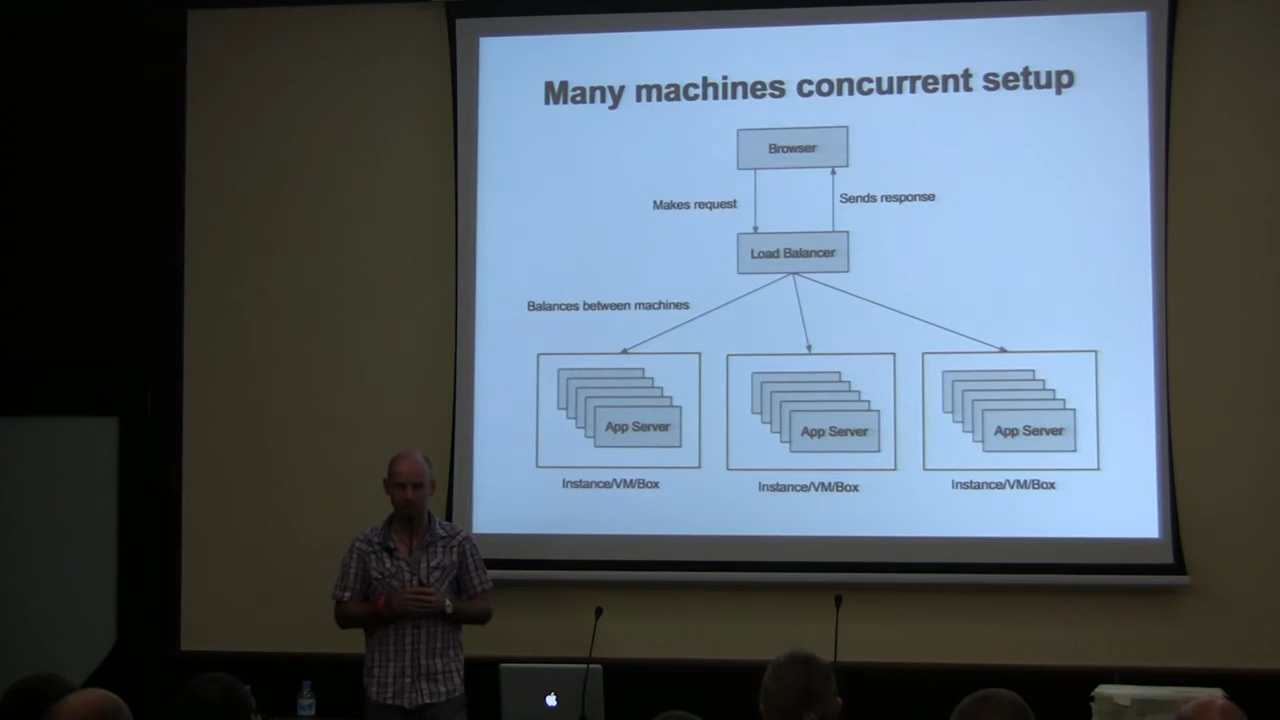 Many machines concurrent setup
Browser
Makes request
Sends response
Load Balancer
Balances between machines
App Server
App Server
App Server
Instance/VM/Box
Instance/VM/Box
Instance/VM/Box